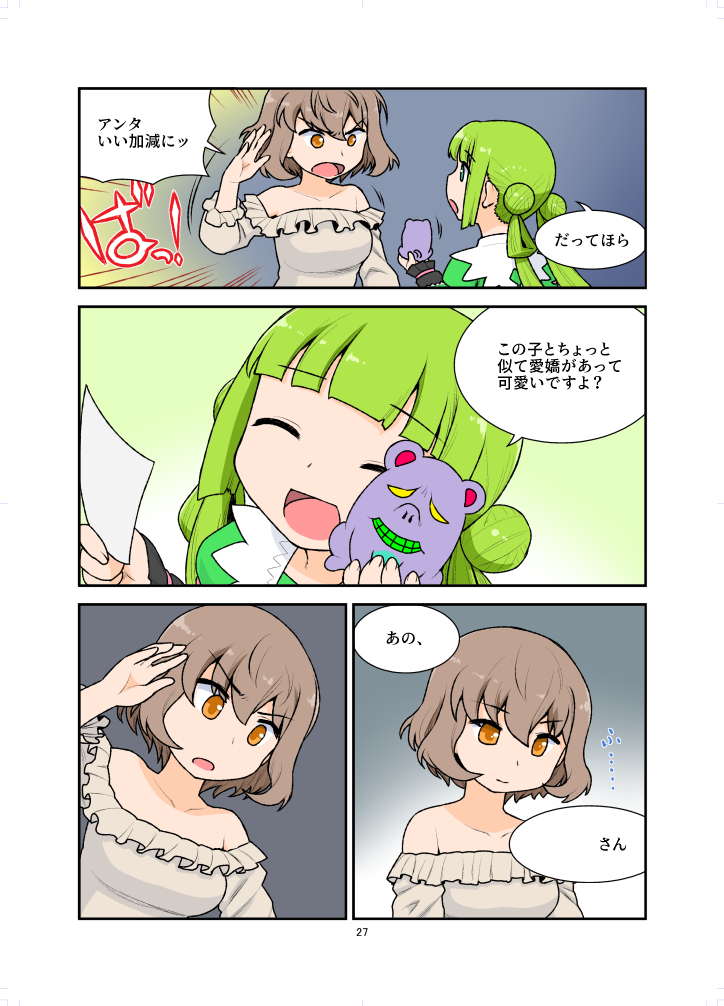 だってほら
アンタ
いい加減にッ
ばっ!
この子とちょっと
似て愛嬌があって
可愛いですよ?
あの、
ふ……
さん
27